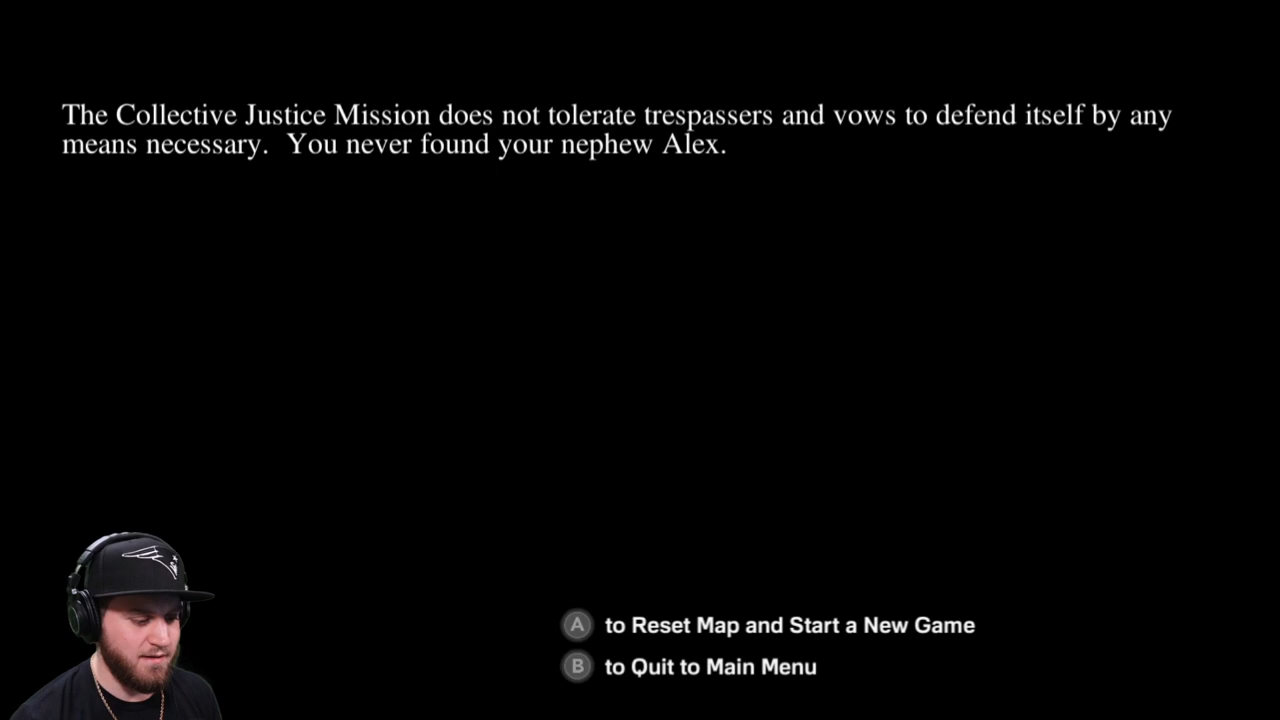 The Collective Justice Mission does not tolerate trespassers and vows to defend itself by any
means necessary.  You never found your nephew Alex.
A to Reset Map and Start a New Game
B to Quit to Main Menu